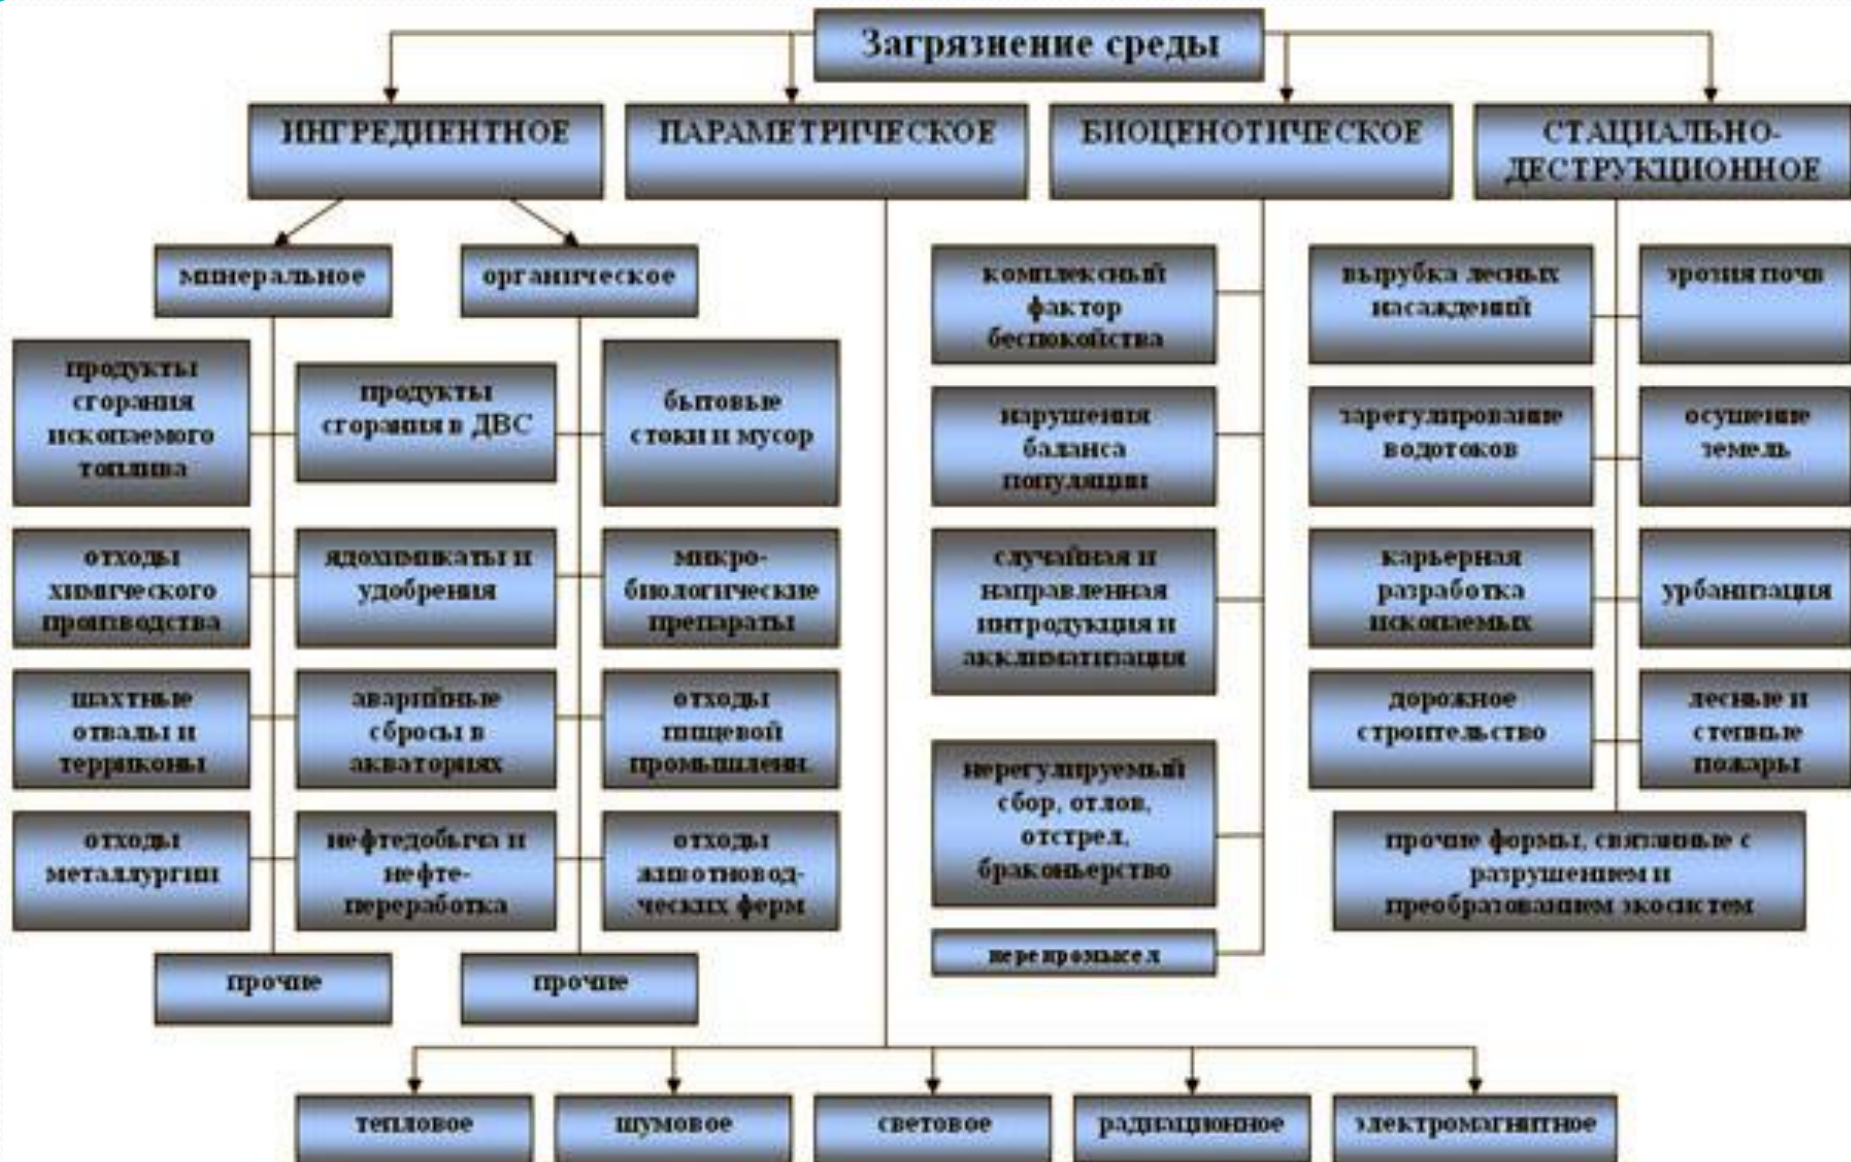 Загрязнение среды
ИНГРЕДИЕНТНОЕ
ПАРАМЕТРИЧЕСКОЕ
БИОЦЕНОТИЧЕСКОЕ
СТАЦИАЛЬНО-
ДЕСТРУКЦИОННОЕ
минеральное
органическое
продукты
сгорания
ископаемого
топлива
отходы
химического
производства
шахтные
отвалы и
терриконы
отходы
металлургии
прочие
продукты
сгорания в ДВС
ядохимикаты и
удобрения
аварийные
сбросы в
акваториях
нефтедобыча и
нефте-
переработка
бытовые
стоки и мусор
микро-
биологические
препараты
отходы
пищевой
промышленн.
отходы
животновод-
ческих ферм
прочие
комплексный
фактор
беспокойства
нарушения
баланса
популяции
случайная и
направленная
интродукция и
акклиматизация
нерегулируемый
сбор, отлов,
отстрел,
браконьерство
перепромысел
вырубка лесных
насаждений
эрозия почв
зарегулирование
водотоков
осушение
земель
карьерная
разработка
ископаемых
урбанизация
дорожное
строительство
лесные и
степные
пожары
прочие формы, связанные с
разрушением и
преобразованием экосистем
тепловое
шумовое
световое
радиационное
электромагнитное